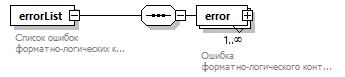 errorList
error
1..∞
Список ошибок
форматно-логических к...
Ошибка
форматно-логического конт...